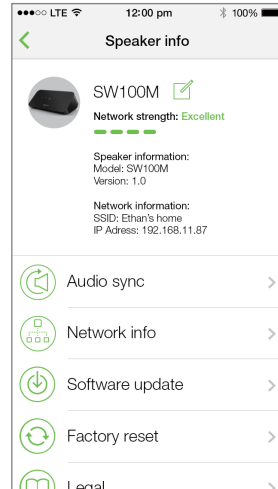 LTE 12:00 pm 100%
Speaker info
SW100M
Network strength: Excellent
Speaker information:
Model: SW100M
Version: 1.0
Network information:
SSID: Ethan's home
IP Adress: 192.168.11.87
Audio sync
Network info
Software update
Factory reset
Legal